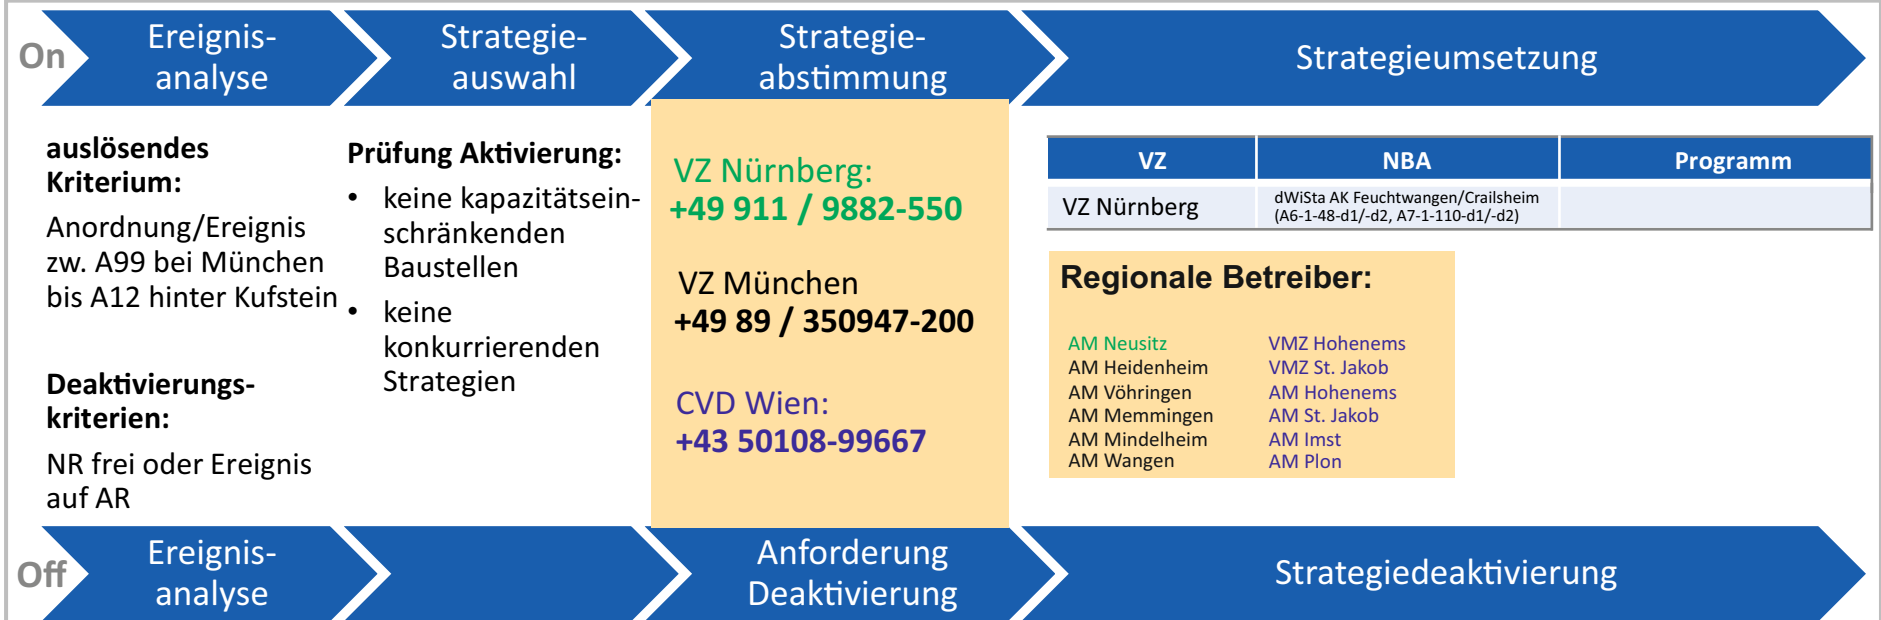 On
Ereignis-
analyse
Strategie-
auswahl
Strategie-
abstimmung
Strategieumsetzung
auslösendes
Kriterium:
Anordnung/Ereignis
zw. A99 bei München
bis A12 hinter Kufstein
Deaktivierungs-
kriterien:
NR frei oder Ereignis
auf AR
Prüfung Aktivierung:
• keine kapazitätsein-
schränkenden
Baustellen
• keine
konkurrierenden
Strategien
VZ Nürnberg:
+49 911 / 9882-550
VZ München
+49 89 / 350947-200
CVD Wien:
+43 50108-99667
VZ NBA Programm
VZ Nürnberg
dWiSta AK Feuchtwangen/Crailsheim
(A6-1-48-d1/-d2, A7-1-110-d1/-d2)
Regionale Betreiber:
AM Neusitz
AM Heidenheim
AM Vöhringen
AM Memmingen
AM Mindelheim
AM Wangen
VMZ Hohenems
VMZ St. Jakob
AM Hohenems
AM St. Jakob
AM Imst
AM Plon
Off
Ereignis-
analyse
Anforderung
Deaktivierung
Strategiedeaktivierung